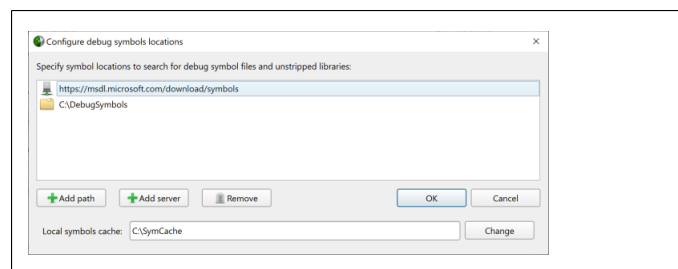 Configure debug symbols locations
Specify symbol locations to search for debug symbol files and unstripped libraries:
https://msdl.microsoft.com/download/symbols
C:\DebugSymbols
Add path Add server Remove OK Cancel
Local symbols cache: C:\SymCache Change